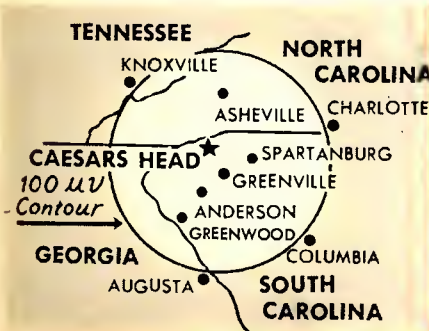 TENNESSEE
KNOXVILLE
NORTH
CAROLINA
ASHEVILLE
CHARLOTTE
CAESARS HEAD
SPARTANBURG
100 µV
Contour
GREENVILLE
ANDERSON
GREENWOOD
GEORGIA
COLUMBIA
AUGUSTA
SOUTH
CAROLINA